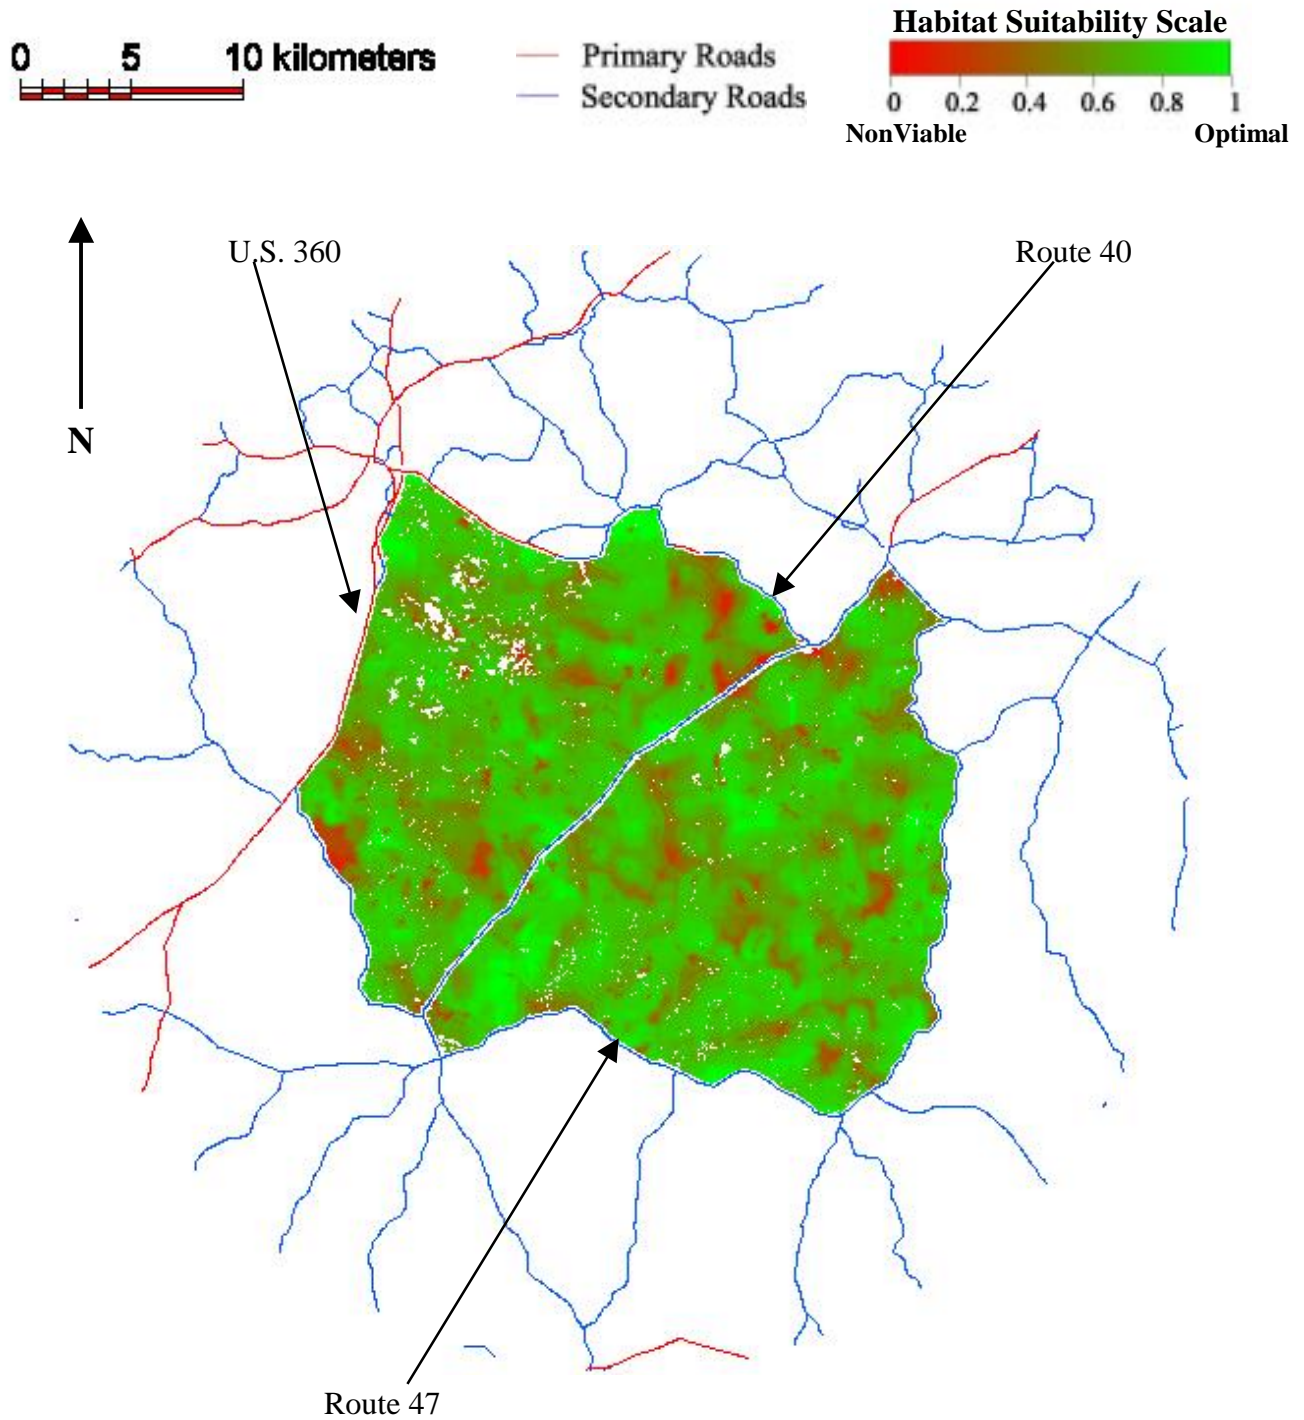 Habitat Suitability Scale
0 5 10 kilometers
Primary Roads
Secondary Roads
0 0.2 0.4 0.6 0.8 1
NonViable Optimal
U.S. 360
Route 40
N
Route 47